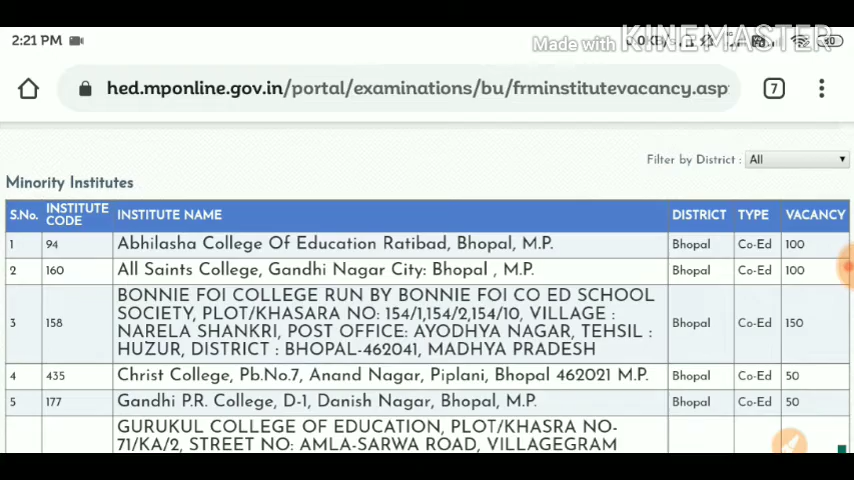 2:21 PM
Made with KINEMASTER
hed.mponline.gov.in/portal/examinations/bu/frminstitutevacancy.asp
7
Filter by District : All
Minority Institutes
S.No. INSTITUTE CODE INSTITUTE NAME DISTRICT TYPE VACANCY
1 94 Abhilasha College Of Education Ratibad, Bhopal, M.P. Bhopal Co-Ed 100
2 160 All Saints College, Gandhi Nagar City: Bhopal , M.P. Bhopal Co-Ed 100
BONNIE FOI COLLEGE RUN BY BONNIE FOI CO ED SCHOOL
SOCIETY, PLOT/KHASARA NO: 154/1,154/2,154/10, VILLAGE :
3 158 NARELA SHANKRI, POST OFFICE: AYODHYA NAGAR, TEHSIL : Bhopal Co-Ed 150
HUZUR, DISTRICT : BHOPAL-462041, MADHYA PRADESH
4 435 Christ College, Pb.No.7, Anand Nagar, Piplani, Bhopal 462021 M.P. Bhopal Co-Ed 50
5 177 Gandhi P.R. College, D-1, Danish Nagar, Bhopal, M.P. Bhopal Co-Ed 50
GURUKUL COLLEGE OF EDUCATION, PLOT/KHASRA NO-
71/KA/2, STREET NO: AMLA-SARWA ROAD, VILLAGEGRAM